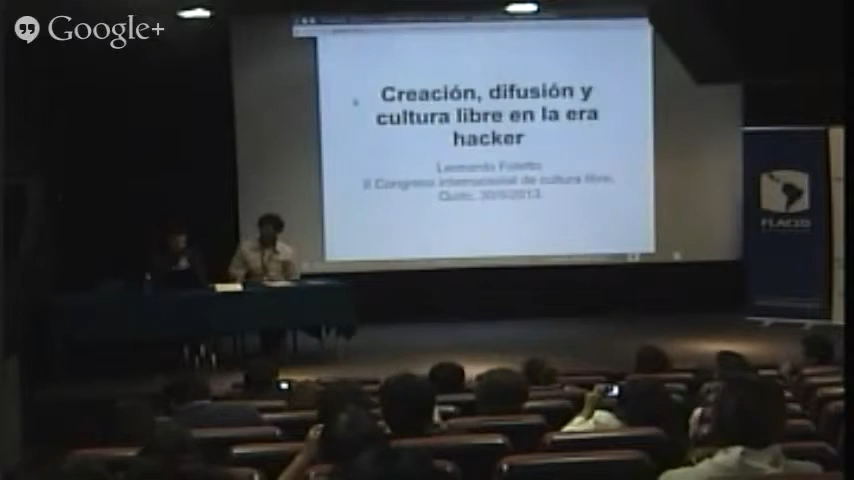 Google+
Creación, difusión y
cultura libre en la era
hacker
Leonardo Foletto
II Congreso internacional de cultura libre,
Quito, 30/5/2013
FLACSO